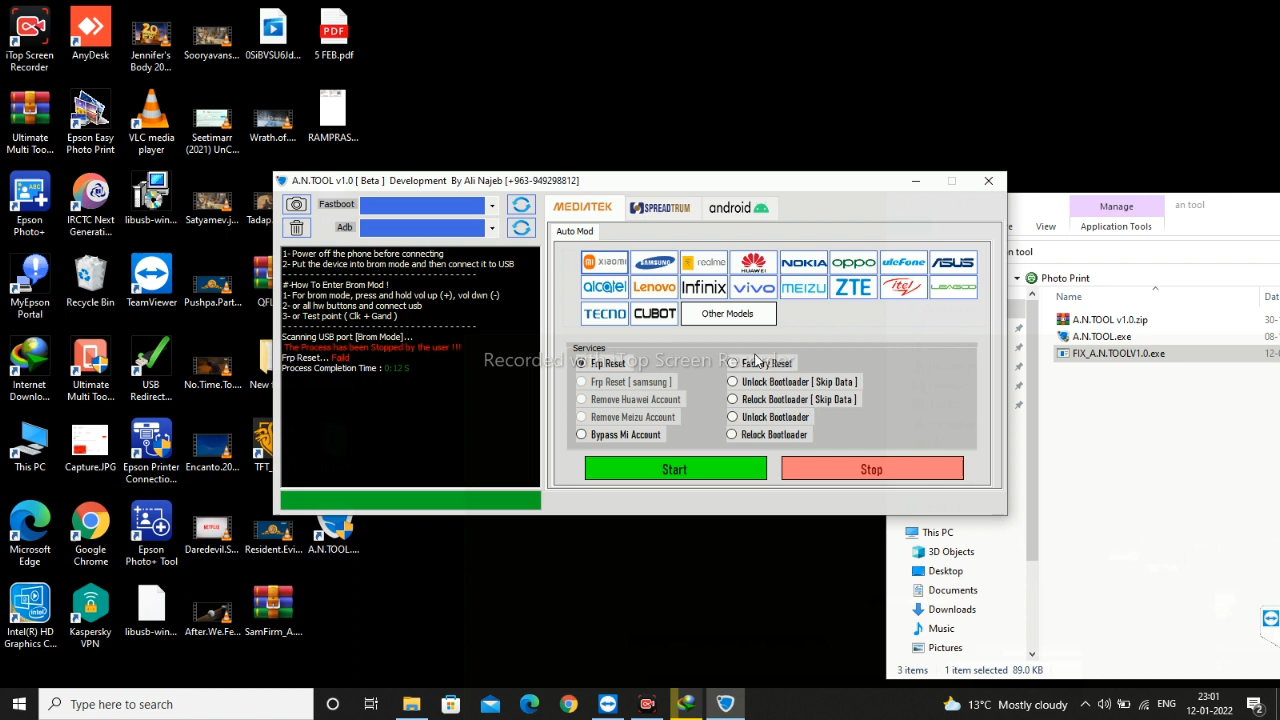 iTop Screen
Recorder
AnyDesk
Jennifer's
Body 20...
Sooryavans...
0SiBVSU6Jd...
PDF
5 FEB.pdf
Ultimate
Multi Too...
Epson Easy
Photo Print
VLC media
player
Seetimarr
(2021) UnC...
Wrath.of....
RAMPRAS...
Epson
Photo+
IRCTC Next
Generati...
libusb-win...
Satyamev.j...
Tadap.
MyEpson
Portal
Recycle Bin
TeamViewer
Pushpa.Part...
QFI
Internet
Downlo...
Ultimate
Multi Too...
USB
Redirect...
No.Time.To...
New f
This PC
Capture.JPG
Epson Printer
Connectio...
Encanto.20...
TFT_
Microsoft
Edge
Google
Chrome
Epson
Photo+ Tool
NETFLIX
Daredevil.S...
Resident.Evi...
A.N.TOOL....
Intel(R) HD
Graphics C...
Kaspersky
VPN
libusb-win...
After.We.Fe...
SamFirm_A...
A.N.TOOL v1.0 [ Beta ] Development By Ali Najeb [+963-949298812]
Fastboot
Adb
1- Power off the phone before connecting
2- Put the device into brom mode and then connect it to USB
------------------------------------------------
#-How To Enter Brom Mod !
1- For brom mode, press and hold vol up (+), vol dwn (-)
2- or all hw buttons and cannect usb
3- or Test point ( Clk + Gand )
------------------------------------------------
Scanning USB port [Brom Mode]...
The Process has been Stopped by the user !!!
Frp Reset... Faild
Process Completion Time : 0:12 S
MEDIATEK
SPREADTRUM
android
Auto Mod
mi xiaomi
SAMSUNG
realme
HUAWEI
NOKIA
oppo
uleFone
ASUS
alcatel
Lenovo
Infinix
vivo
MEIZU
ZTE
itel
LEAGOO
TECNO
CUBOT
Other Models
Services
Recorded with iTop Screen Recorder
Frp Reset
Factory Reset
Frp Reset [ samsung ]
Unlock Bootloader [ Skip Data ]
Remove Huawei Account
Relock Bootloader [ Skip Data ]
Remove Meizu Account
Unlock Bootloader
Bypass Mi Account
Relock Bootloader
Start
Stop
Manage
an tool
View
Application Tools
n tool
Photo Print
Name
Da
A.N.TOOL v1.0.zip
30-
A.N.TOOL.exe
FIX_A.N.TOOLV1.0.exe
This PC
3D Objects
Desktop
Documents
Downloads
Music
Pictures
3 items
1 item selected 89.0 KB
Type here to search
13°C Mostly cloudy
ENG
23:01
12-01-2022
2